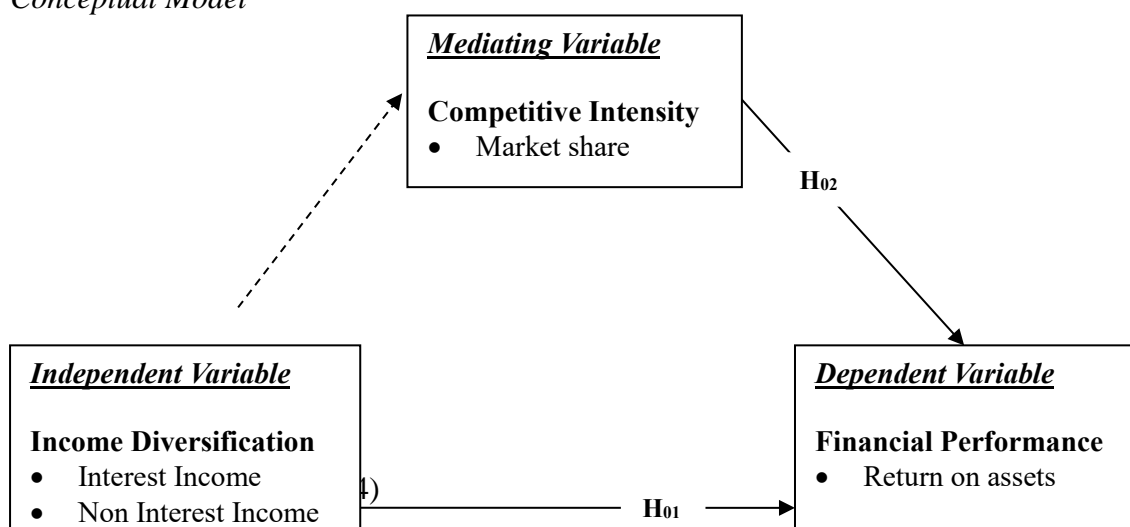 Conceptual Model
Mediating Variable
Competitive Intensity
• Market share
H02
Independent Variable
Income Diversification
• Interest Income
• Non Interest Income
4)
H01
Dependent Variable
Financial Performance
• Return on assets